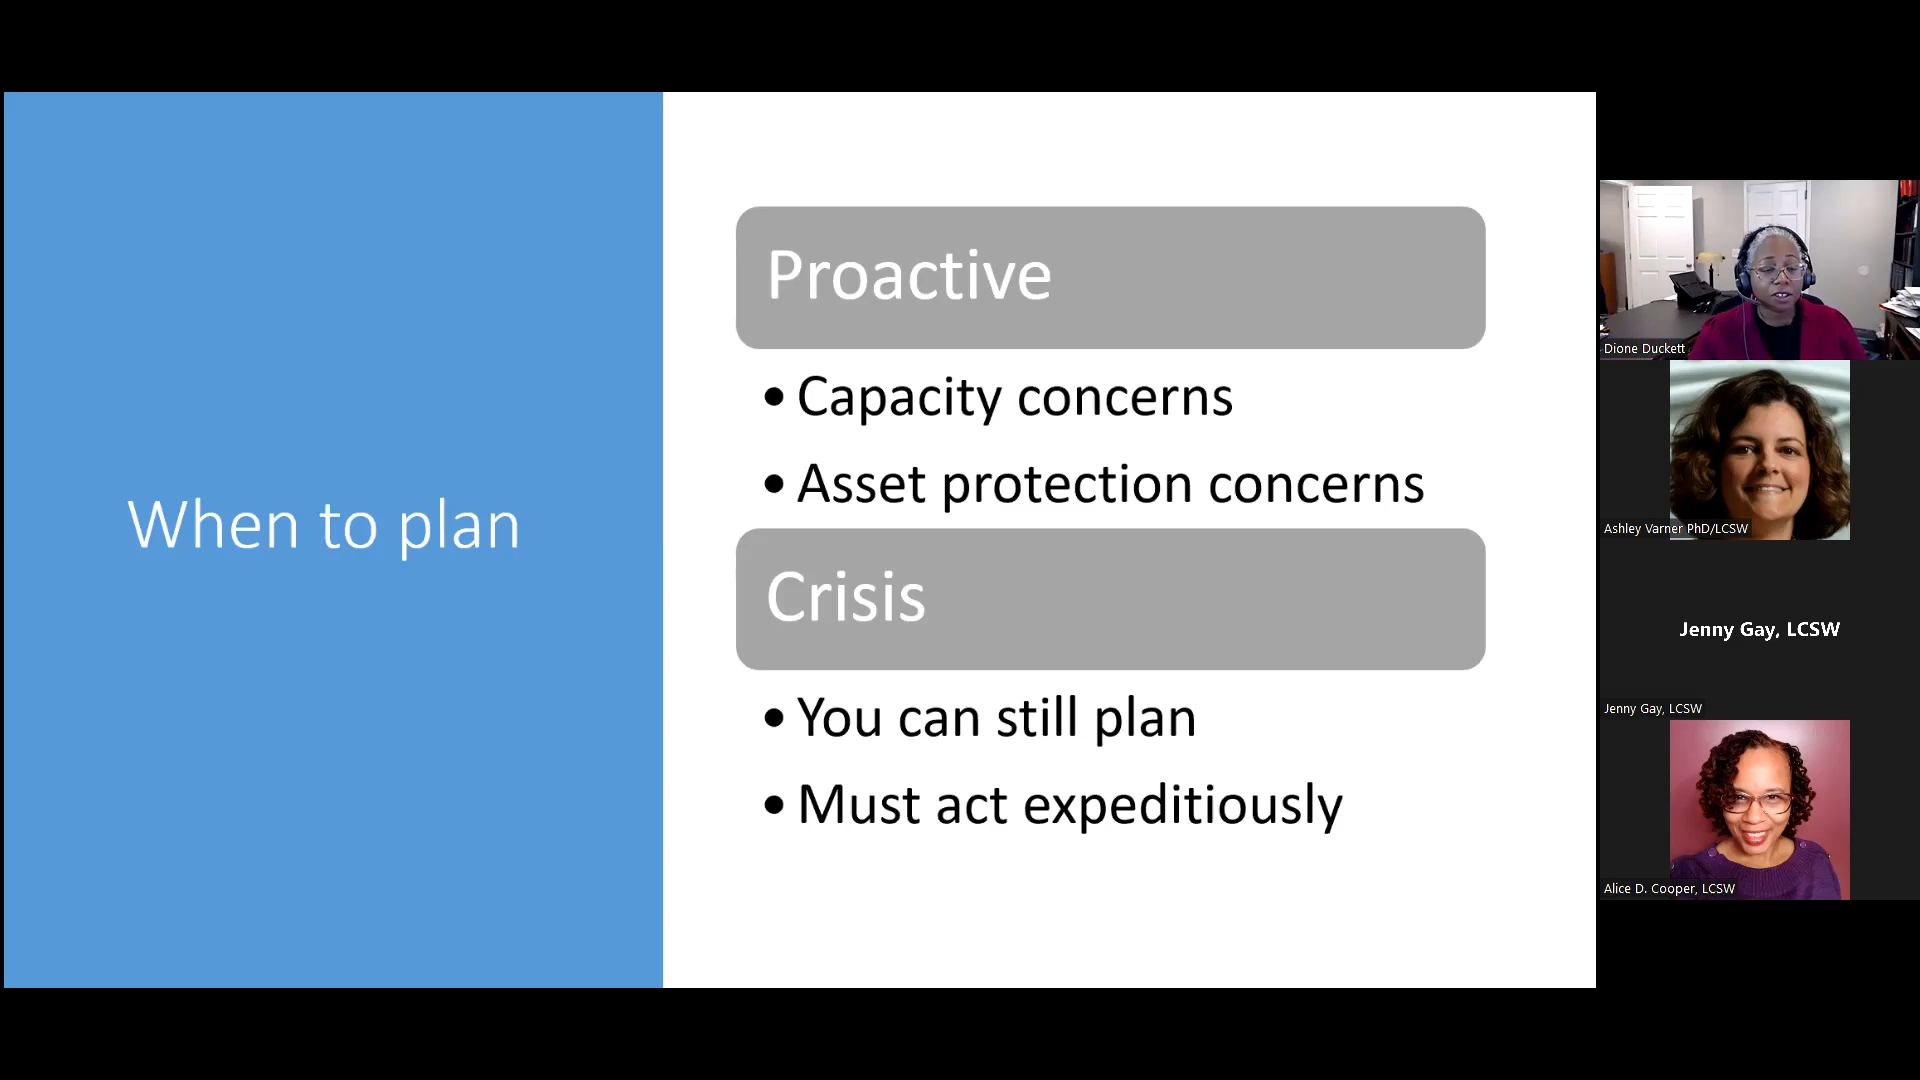 When to plan
Proactive
• Capacity concerns
• Asset protection concerns
Crisis
• You can still plan
• Must act expeditiously
Dione Duckett
Ashley Varner PhD/LCSW
Jenny Gay, LCSW
Jenny Gay, LCSW
Alice D. Cooper, LCSW